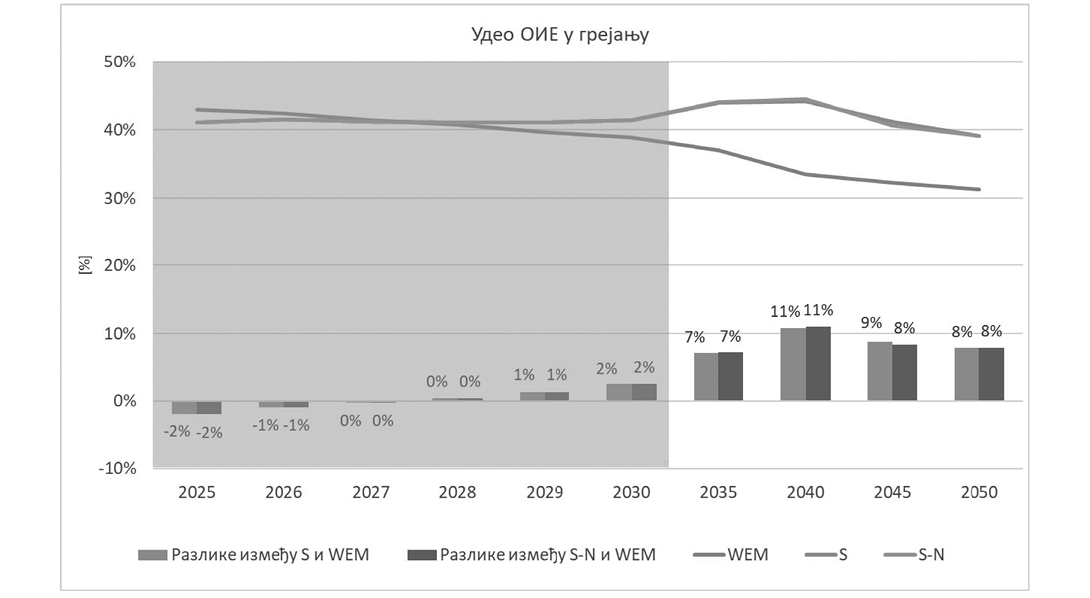 Удео ОИЕ у грејању
50%
40%
30%
20%
10%
0%
-10%
[%]
-2% -2% -1% -1% 0% 0% 0% 0% 1% 1% 2% 2% 7% 7% 11% 11% 9% 8% 8% 8%
2025 2026 2027 2028 2029 2030 2035 2040 2045 2050
Разлике између S и WEM Разлике између S-N и WEM WEM S S-N